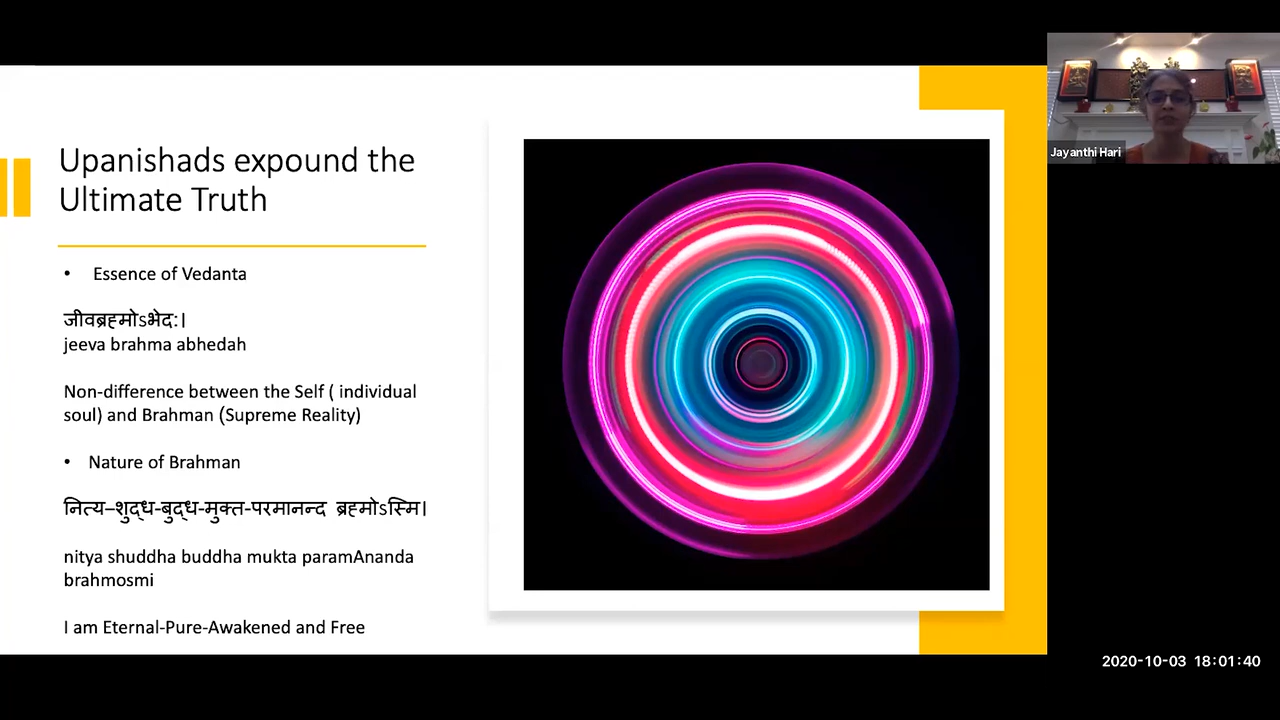 Upanishads expound the
Ultimate Truth
• Essence of Vedanta
जीवब्रह्मोऽभेद:।
jeeva brahma abhedah
Non-difference between the Self ( individual
soul) and Brahman (Supreme Reality)
• Nature of Brahman
नित्य–शुद्ध-बुद्ध-मुक्त-परमानन्द ब्रह्मोऽस्मि।
nitya shuddha buddha mukta paramAnanda
brahmosmi
I am Eternal-Pure-Awakened and Free
Jayanthi Hari
2020-10-03 18:01:40